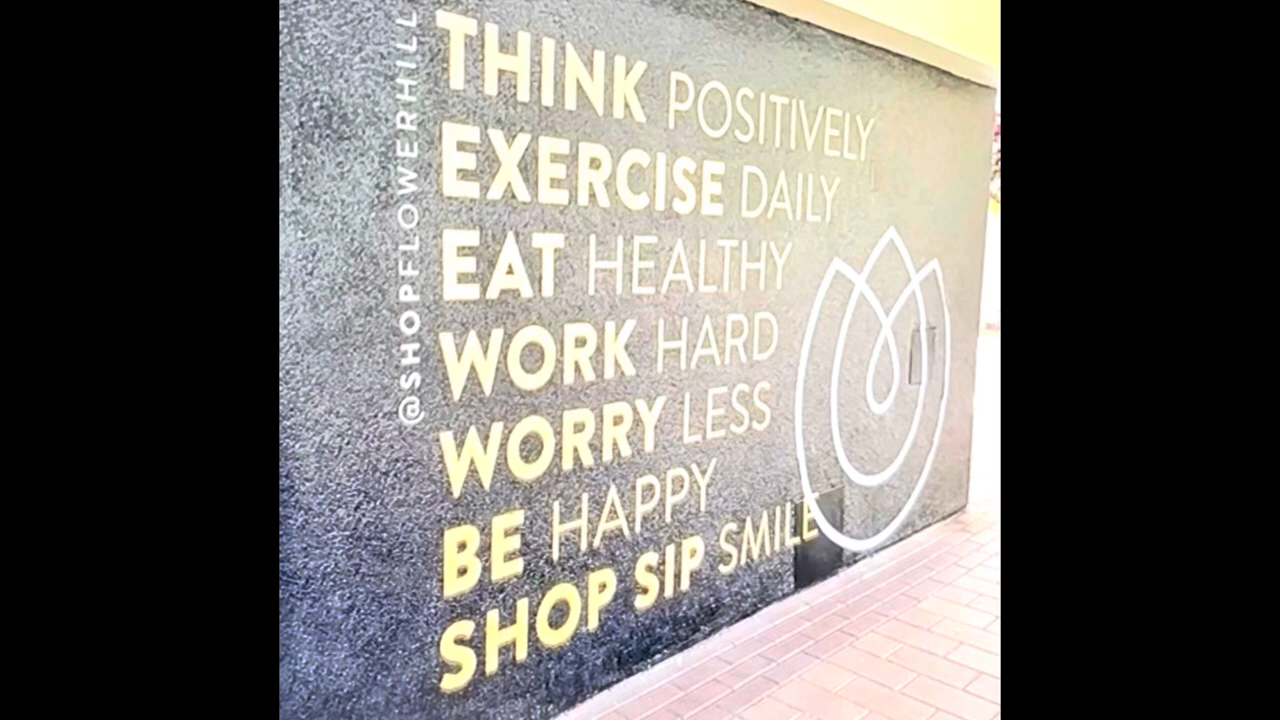 @SHOPFLOWERHILL
THINK POSITIVELY
EXERCISE DAILY
EAT HEALTHY
WORK HARD
WORRY LESS
BE HAPPY
SHOP SIP SMILE